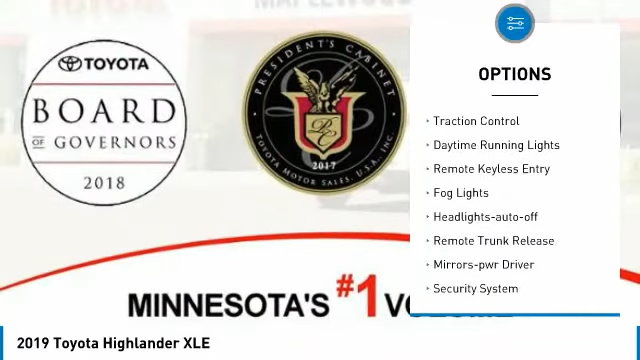 TOYOTA
BOARD
OF GOVERNORS
2018
PRESIDENT'S CABINET
PC
2017
TOYOTA MOTOR SALES, U.S.A., INC.
OPTIONS
Traction Control
Daytime Running Lights
Remote Keyless Entry
Fog Lights
Headlights-auto-off
Remote Trunk Release
Mirrors-pwr Driver
Security System
MINNESOTA'S #1
2019 Toyota Highlander XLE